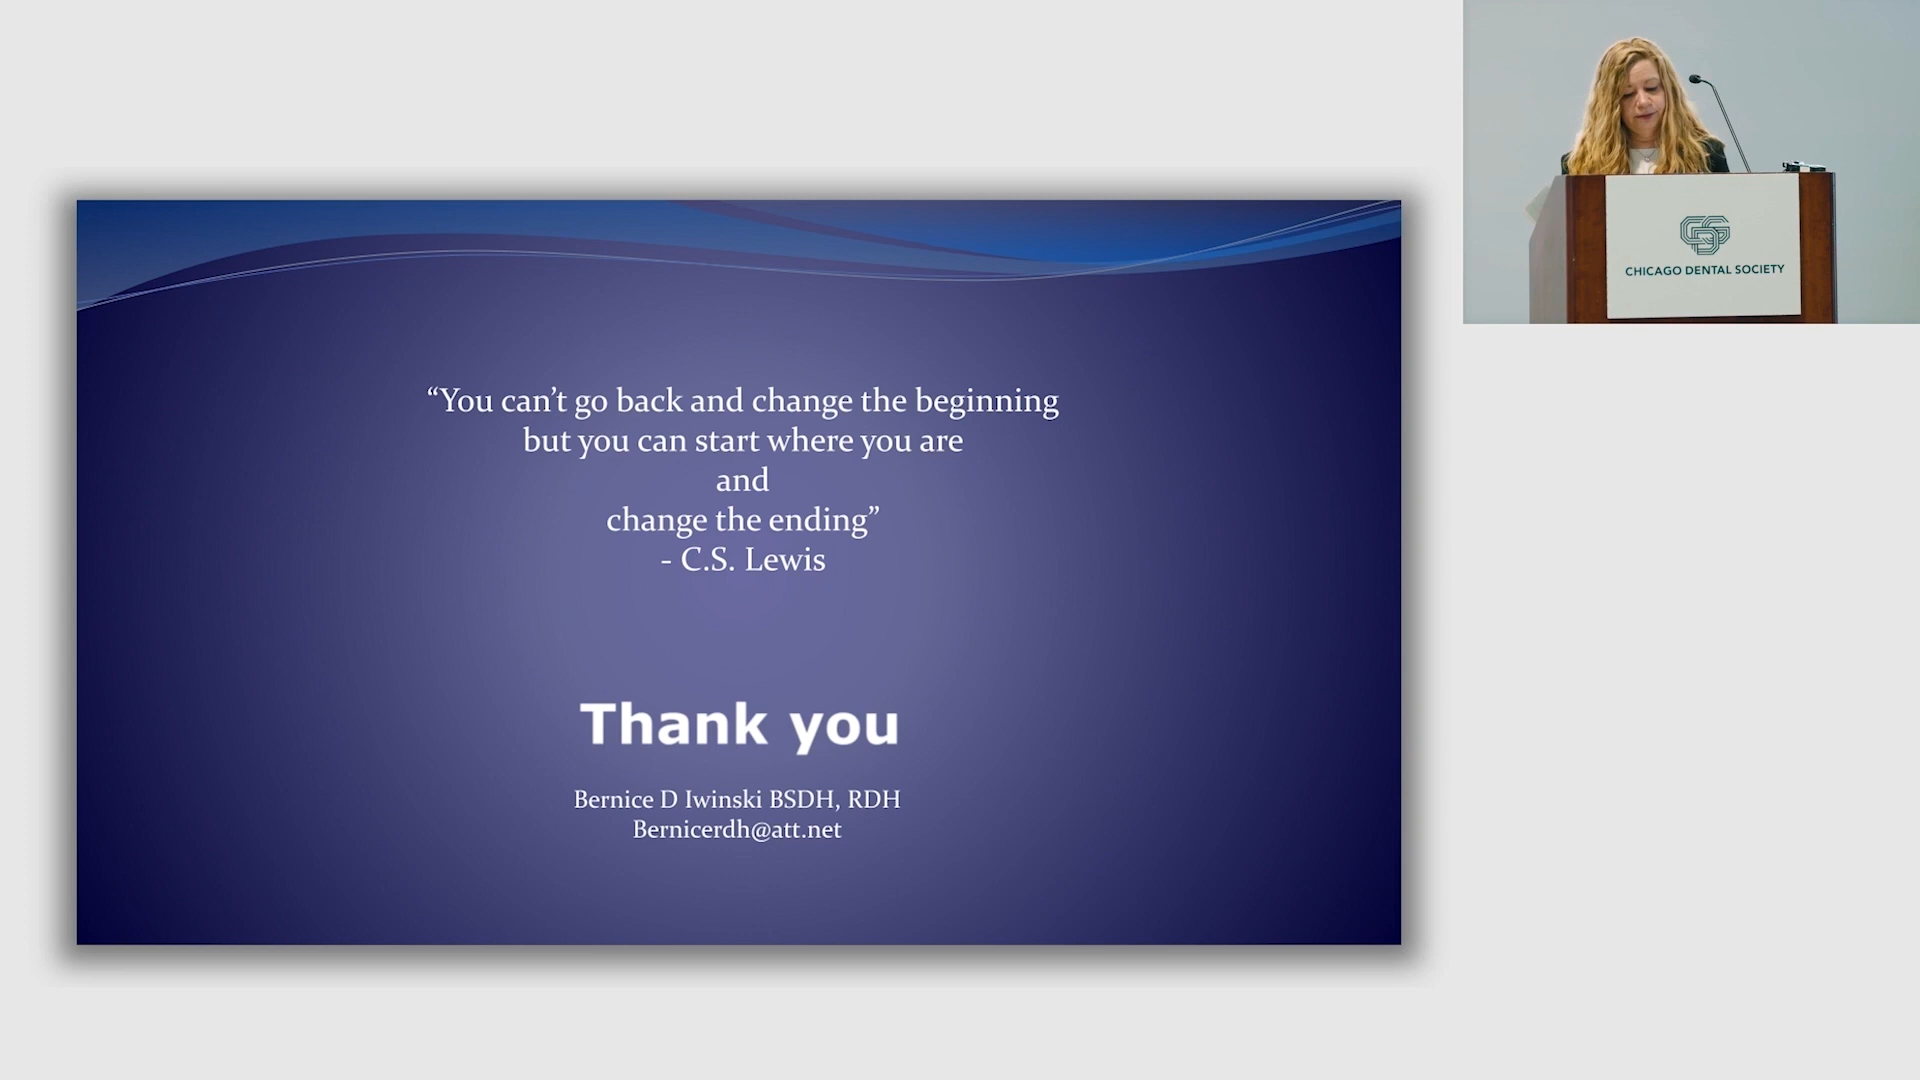 “You can’t go back and change the beginning
but you can start where you are
and
change the ending”
- C.S. Lewis
Thank you
Bernice D Iwinski BSDH, RDH
Bernicerdh@att.net
CDS
CHICAGO DENTAL SOCIETY